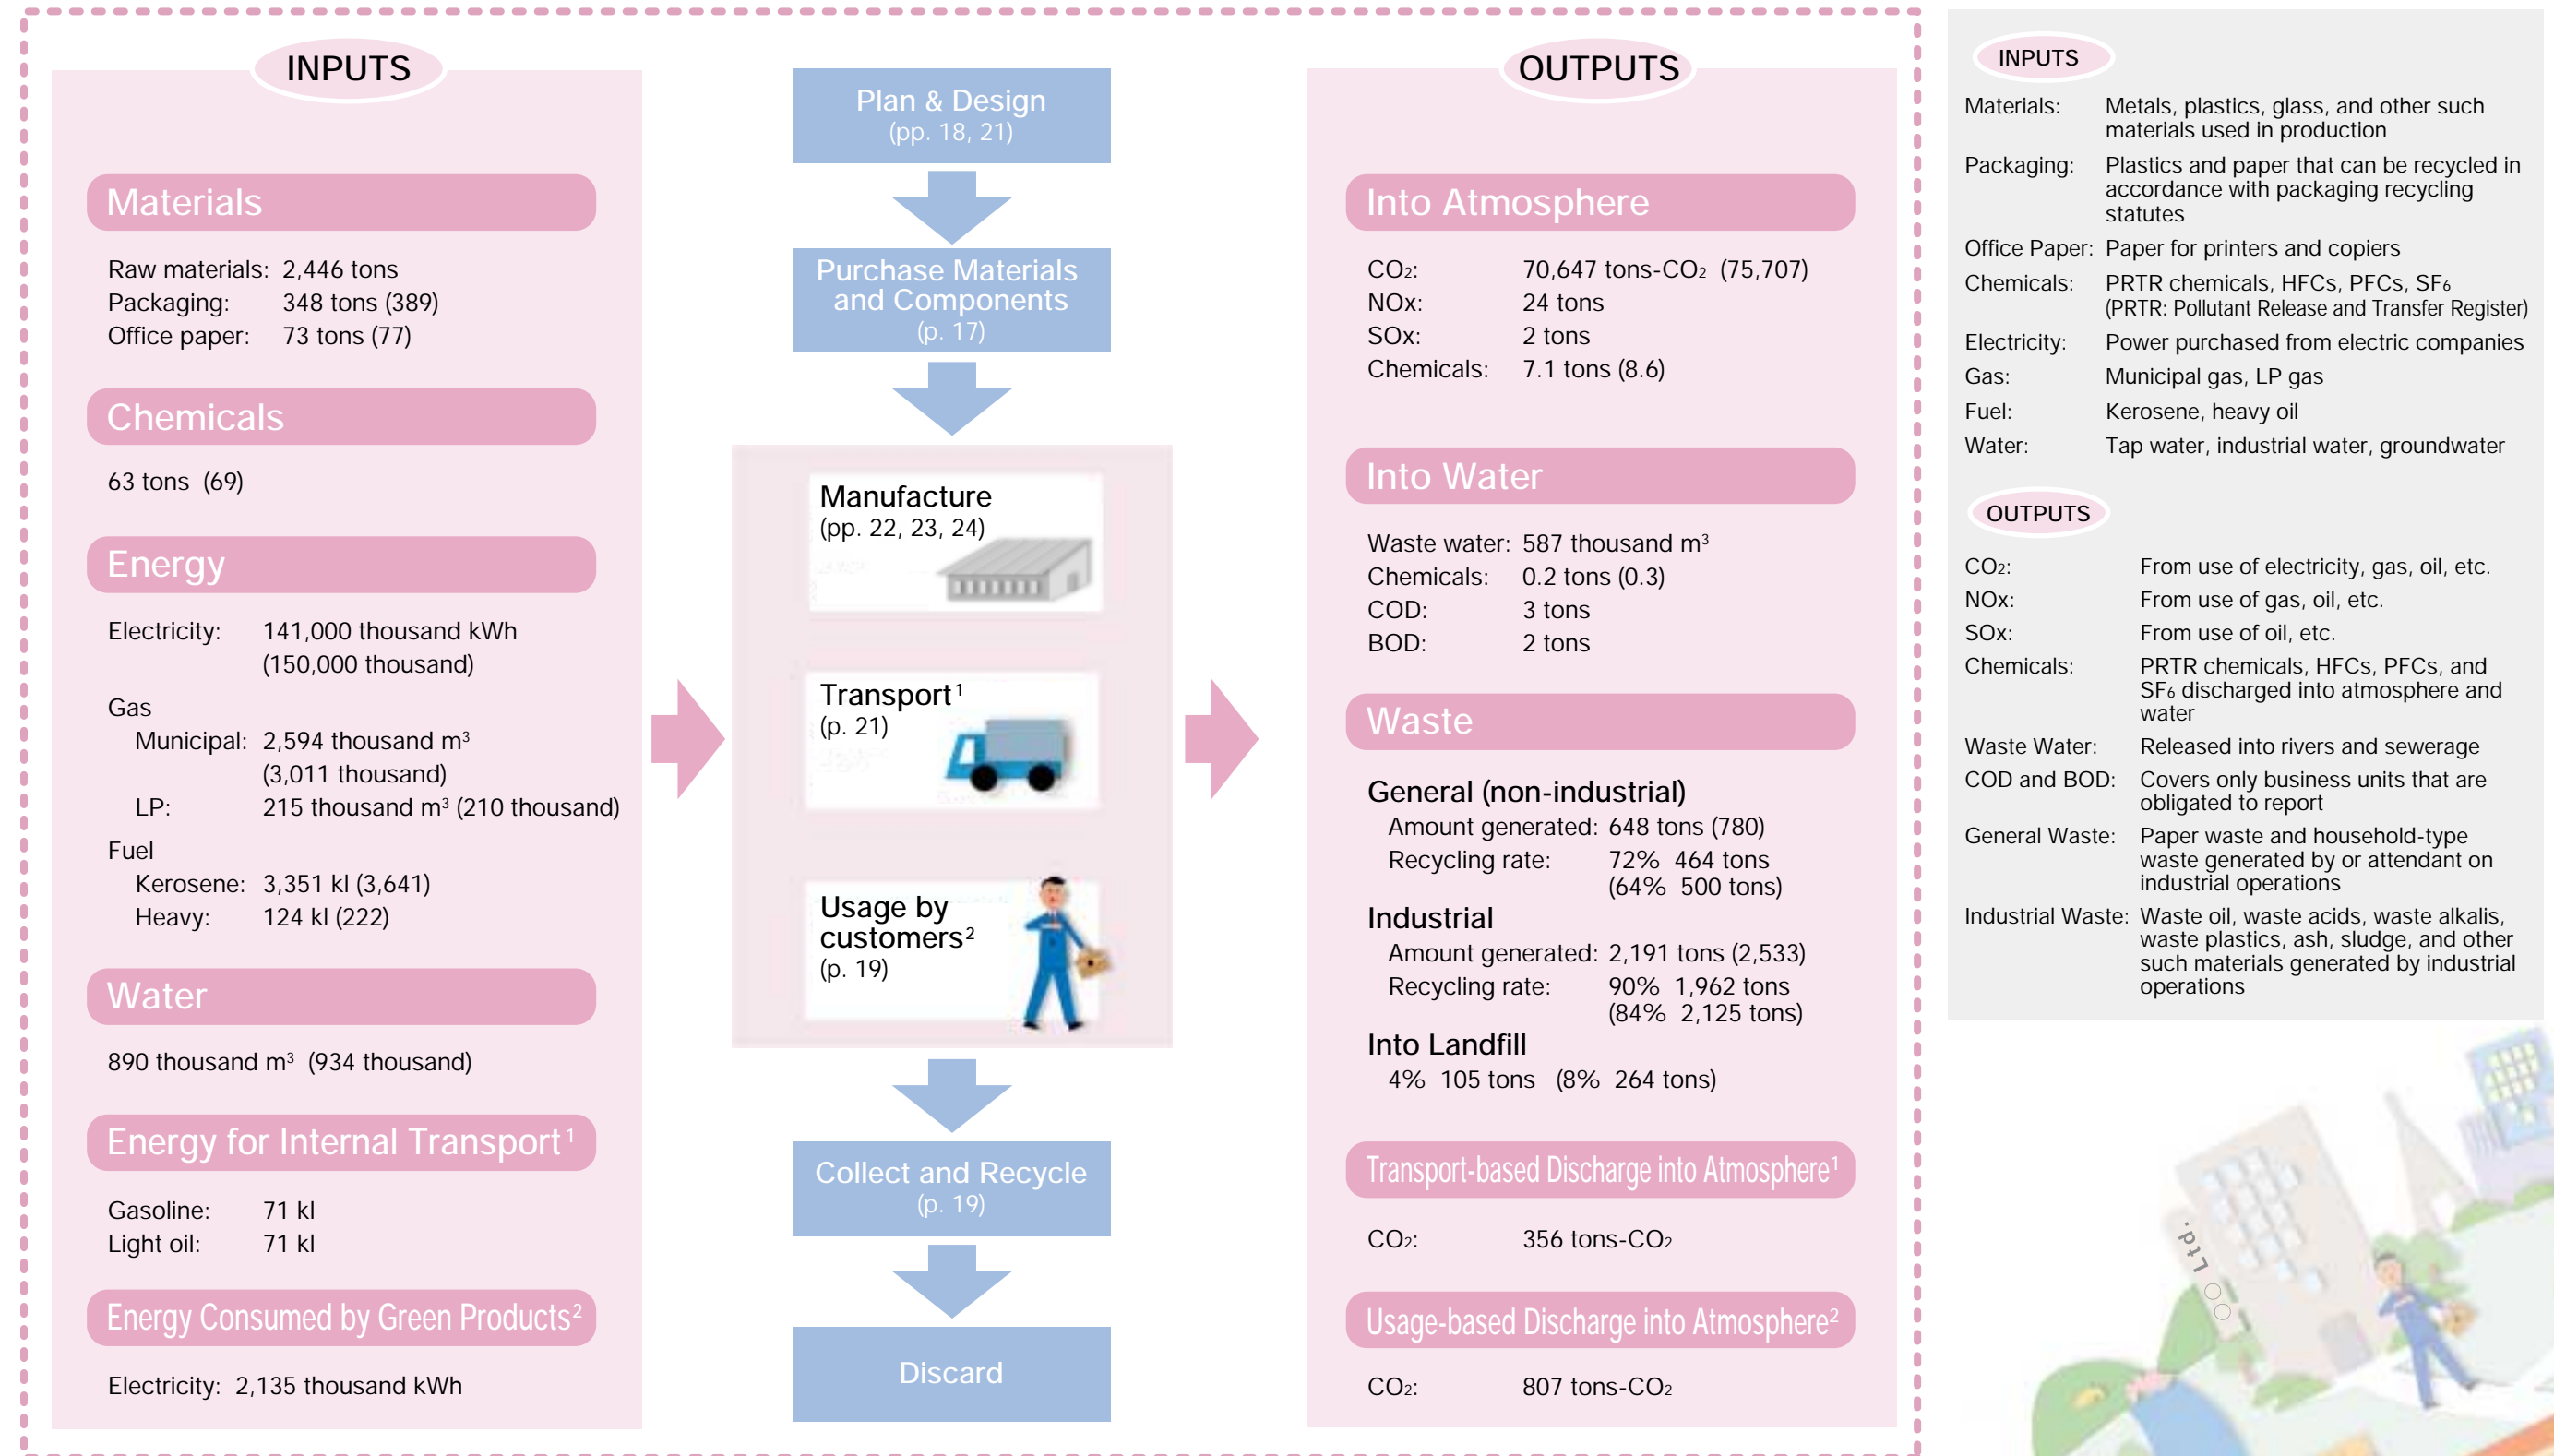 INPUTS
Materials
Raw materials: 2,446 tons
Packaging: 348 tons (389)
Office paper: 73 tons (77)
Chemicals
63 tons (69)
Energy
Electricity: 141,000 thousand kWh
(150,000 thousand)
Gas
Municipal: 2,594 thousand m³
(3,011 thousand)
LP: 215 thousand m³ (210 thousand)
Fuel
Kerosene: 3,351 kl (3,641)
Heavy: 124 kl (222)
Water
890 thousand m³ (934 thousand)
Energy for Internal Transport¹
Gasoline: 71 kl
Light oil: 71 kl
Energy Consumed by Green Products²
Electricity: 2,135 thousand kWh
Plan & Design
(pp. 18, 21)
Purchase Materials
and Components
(p. 17)
Manufacture
(pp. 22, 23, 24)
Transport¹
(p. 21)
Usage by
customers²
(p. 19)
Collect and Recycle
(p. 19)
Discard
OUTPUTS
Into Atmosphere
CO₂: 70,647 tons-CO₂ (75,707)
NOx: 24 tons
SOx: 2 tons
Chemicals: 7.1 tons (8.6)
Into Water
Waste water: 587 thousand m³
Chemicals: 0.2 tons (0.3)
COD: 3 tons
BOD: 2 tons
Waste
General (non-industrial)
Amount generated: 648 tons (780)
Recycling rate: 72% 464 tons
(64% 500 tons)
Industrial
Amount generated: 2,191 tons (2,533)
Recycling rate: 90% 1,962 tons
(84% 2,125 tons)
Into Landfill
4% 105 tons (8% 264 tons)
Transport-based Discharge into Atmosphere¹
CO₂: 356 tons-CO₂
Usage-based Discharge into Atmosphere²
CO₂: 807 tons-CO₂
INPUTS
Materials: Metals, plastics, glass, and other such
materials used in production
Packaging: Plastics and paper that can be recycled in
accordance with packaging recycling
statutes
Office Paper: Paper for printers and copiers
Chemicals: PRTR chemicals, HFCs, PFCs, SF₆
(PRTR: Pollutant Release and Transfer Register)
Electricity: Power purchased from electric companies
Gas: Municipal gas, LP gas
Fuel: Kerosene, heavy oil
Water: Tap water, industrial water, groundwater
OUTPUTS
CO₂: From use of electricity, gas, oil, etc.
NOx: From use of gas, oil, etc.
SOx: From use of oil, etc.
Chemicals: PRTR chemicals, HFCs, PFCs, and
SF₆ discharged into atmosphere and
water
Waste Water: Released into rivers and sewerage
COD and BOD: Covers only business units that are
obligated to report
General Waste: Paper waste and household-type
waste generated by or attendant on
industrial operations
Industrial Waste: Waste oil, waste acids, waste alkalis,
waste plastics, ash, sludge, and other
such materials generated by industrial
operations
○○ Ltd.